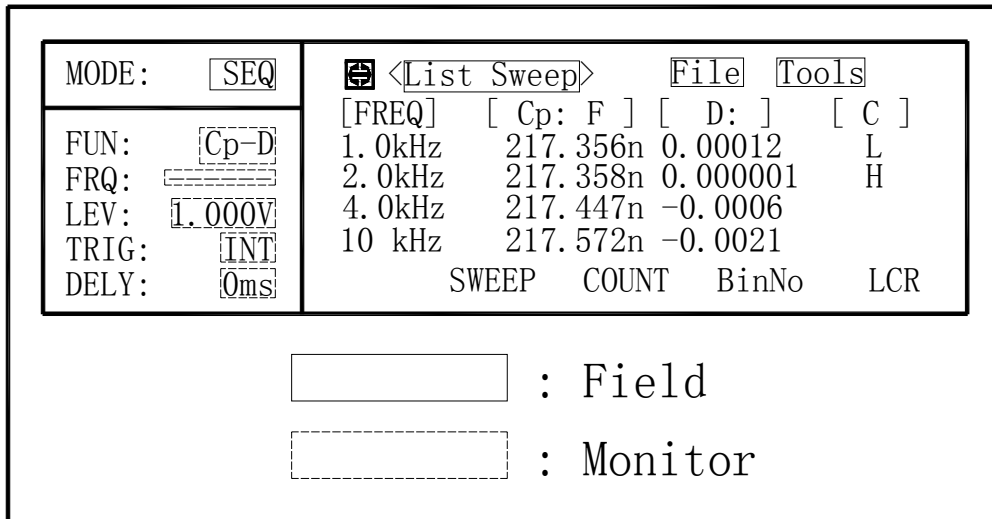 MODE: SEQ
FUN: Cp-D
FRQ: ------
LEV: 1.000V
TRIG: INT
DELY: 0ms
<List Sweep> File Tools
[FREQ] [ Cp: F ] [ D: ] [ C ]
1.0kHz 217.356n 0.00012 L
2.0kHz 217.358n 0.000001 H
4.0kHz 217.447n -0.0006
10 kHz 217.572n -0.0021
SWEEP COUNT BinNo LCR
: Field
: Monitor